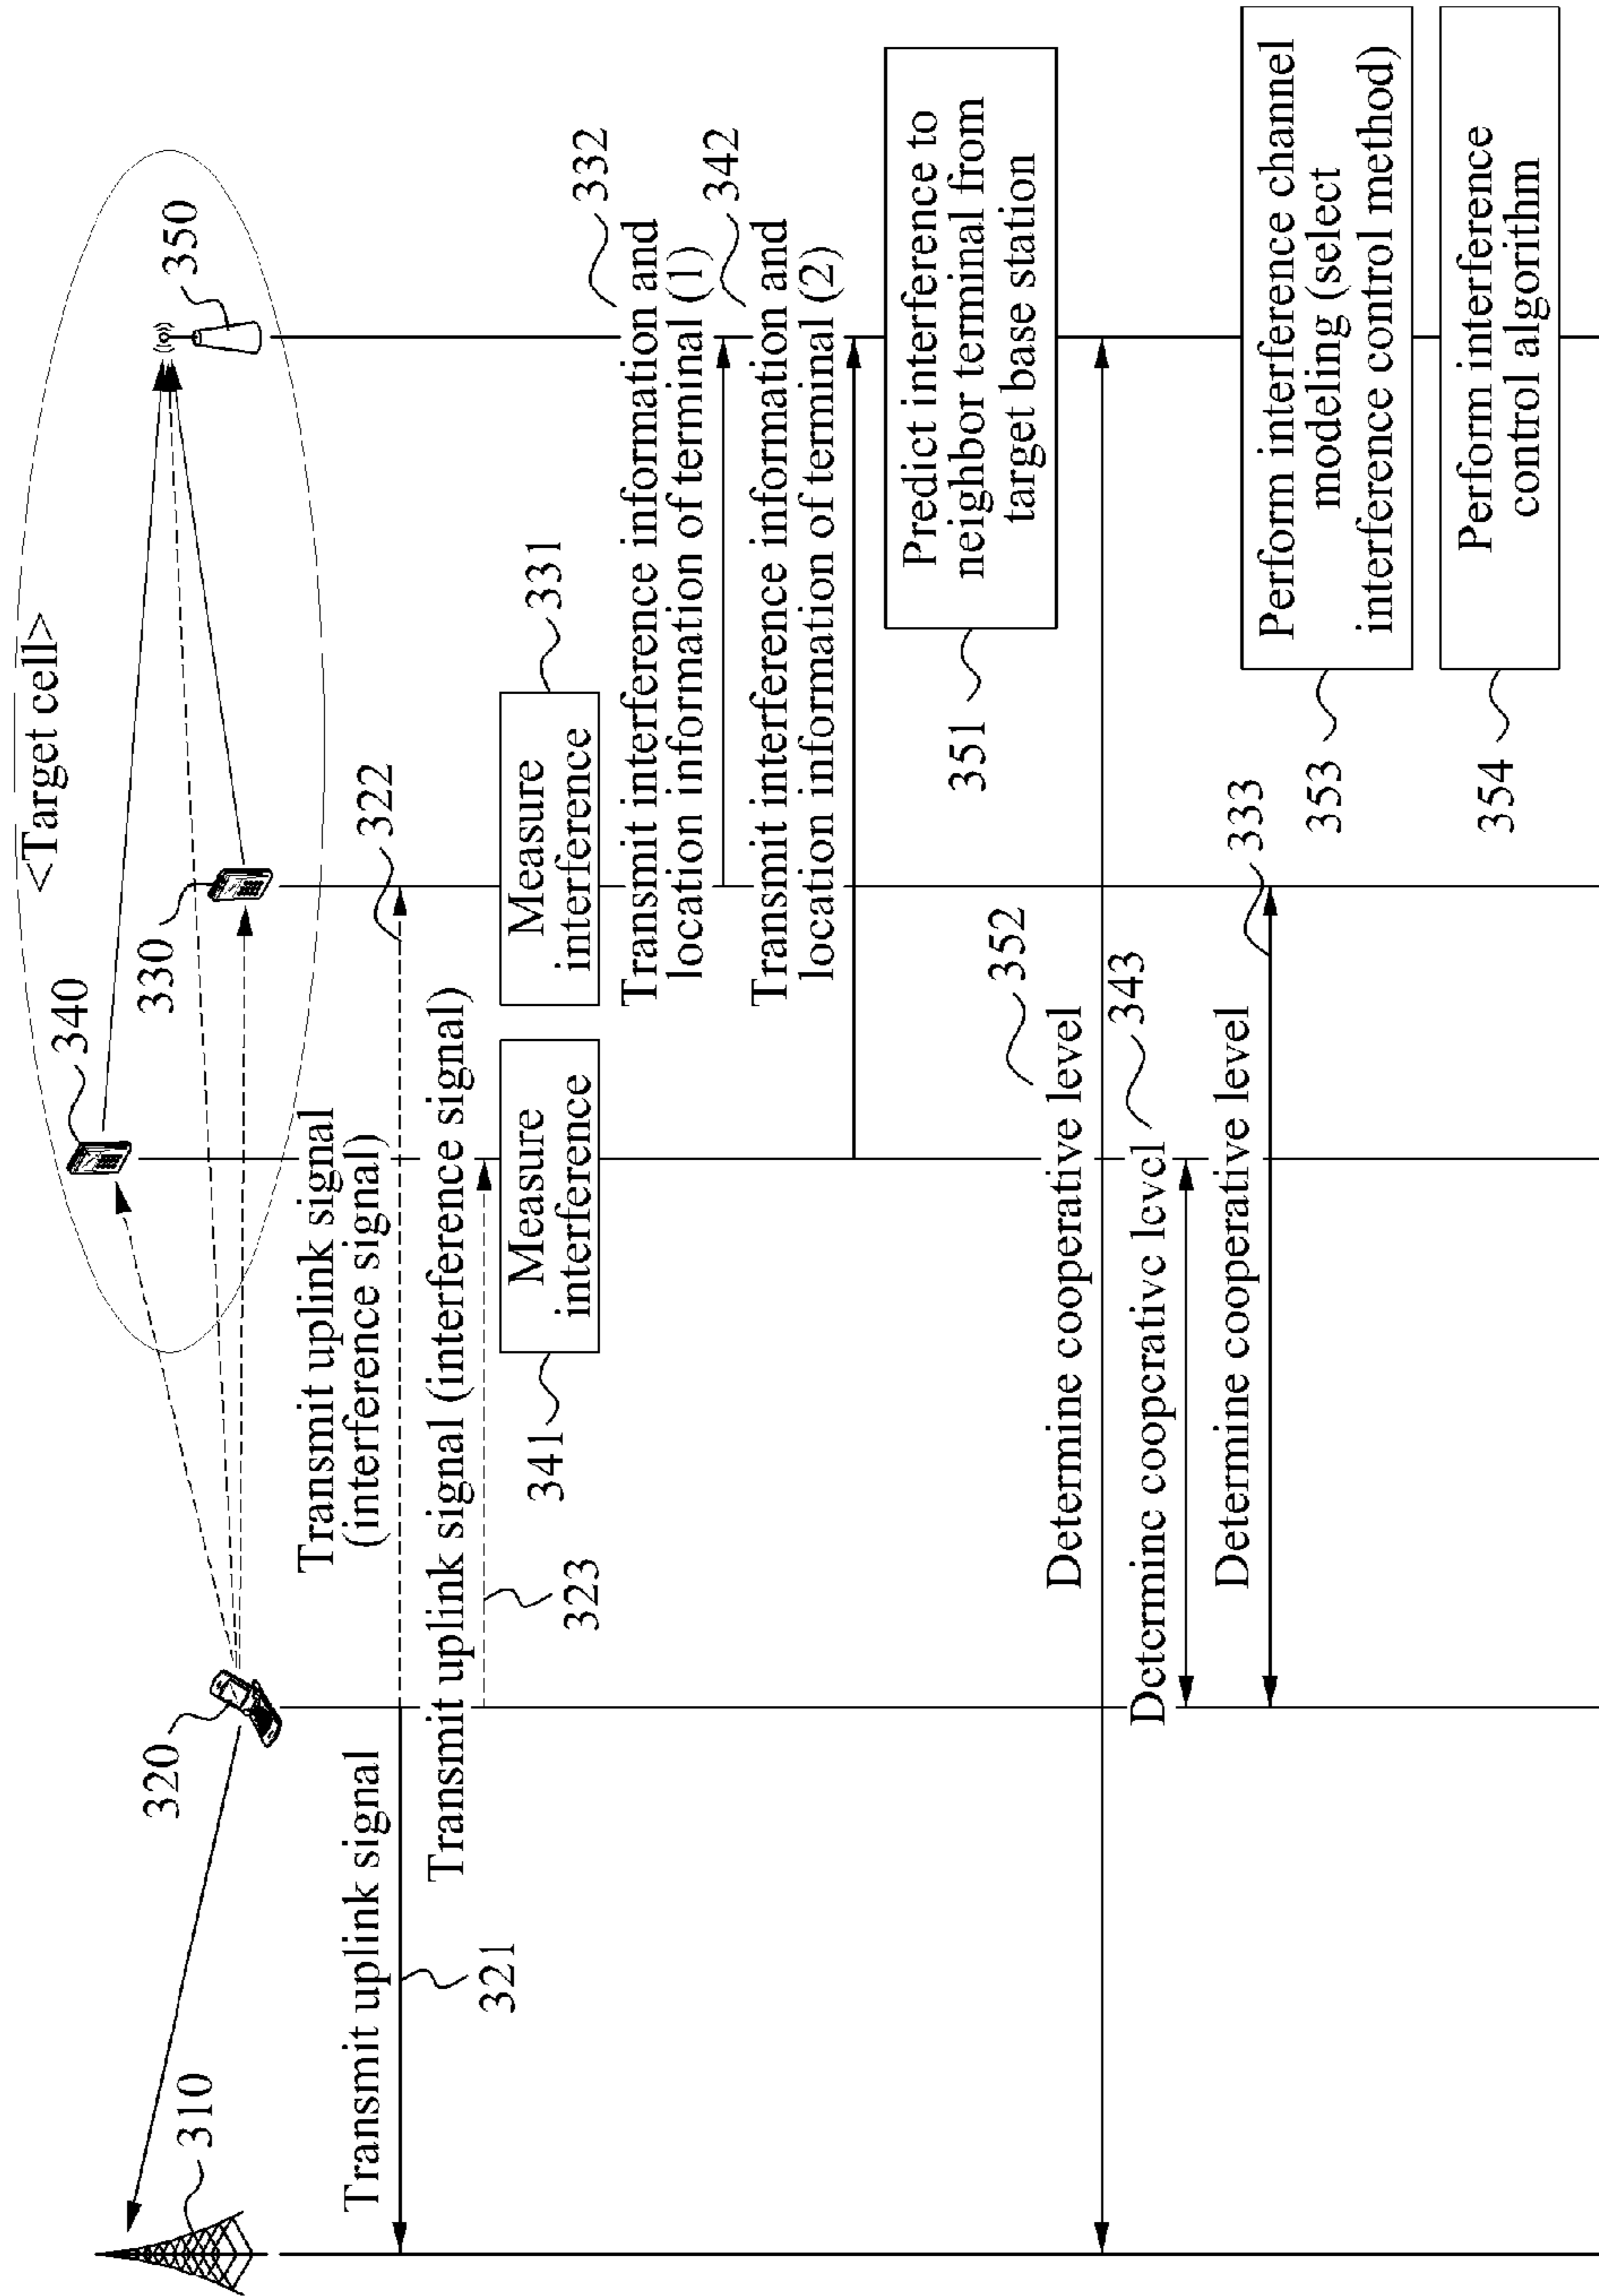 <Target cell>
310
320
340
330
350
Transmit uplink signal
321
Transmit uplink signal
(interference signal)
322
Transmit uplink signal (interference signal)
323
Measure
interference
341
Measure
interference
331
Transmit interference information and
location information of terminal (1)
332
Transmit interference information and
location information of terminal (2)
342
Predict interference to
neighbor terminal from
target base station
351
Determine cooperative level
352
Determine cooperative level
343
Determine cooperative level
333
Perform interference channel
modeling (select
interference control method)
353
Perform interference
control algorithm
354